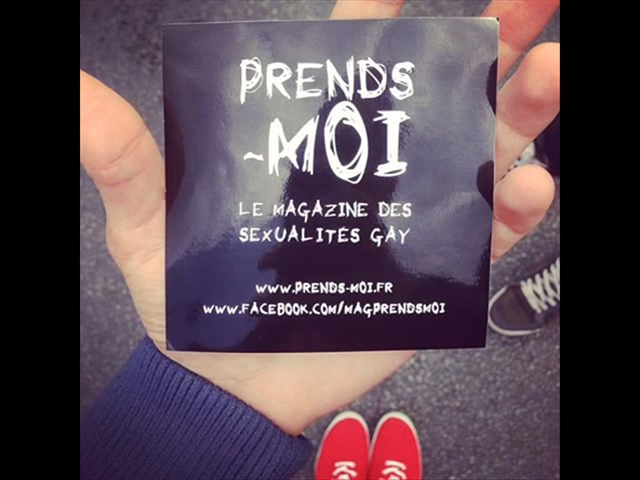 PRENDS
-MOI
LE MAGAZINE DES
SEXUALITÉS GAY
WWW.PRENDS-MOI.FR
WWW.FACEBOOK.COM/MAGPRENDSMOI